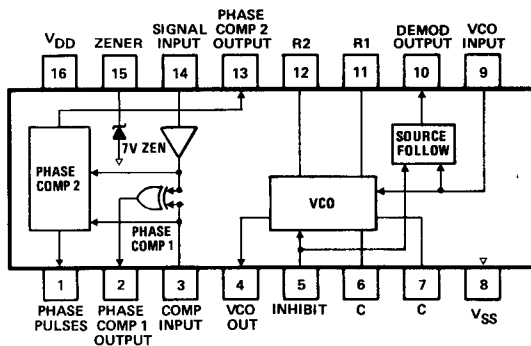 V_DD
ZENER
SIGNAL INPUT
PHASE COMP 2 OUTPUT
R2
R1
DEMOD OUTPUT
VCO INPUT
16
15
14
13
12
11
10
9
7V ZEN
SOURCE FOLLOW
PHASE COMP 2
PHASE COMP 1
VCO
1
2
3
4
5
6
7
8
PHASE PULSES
PHASE COMP 1 OUTPUT
COMP INPUT
VCO OUT
INHIBIT
C
C
V_SS